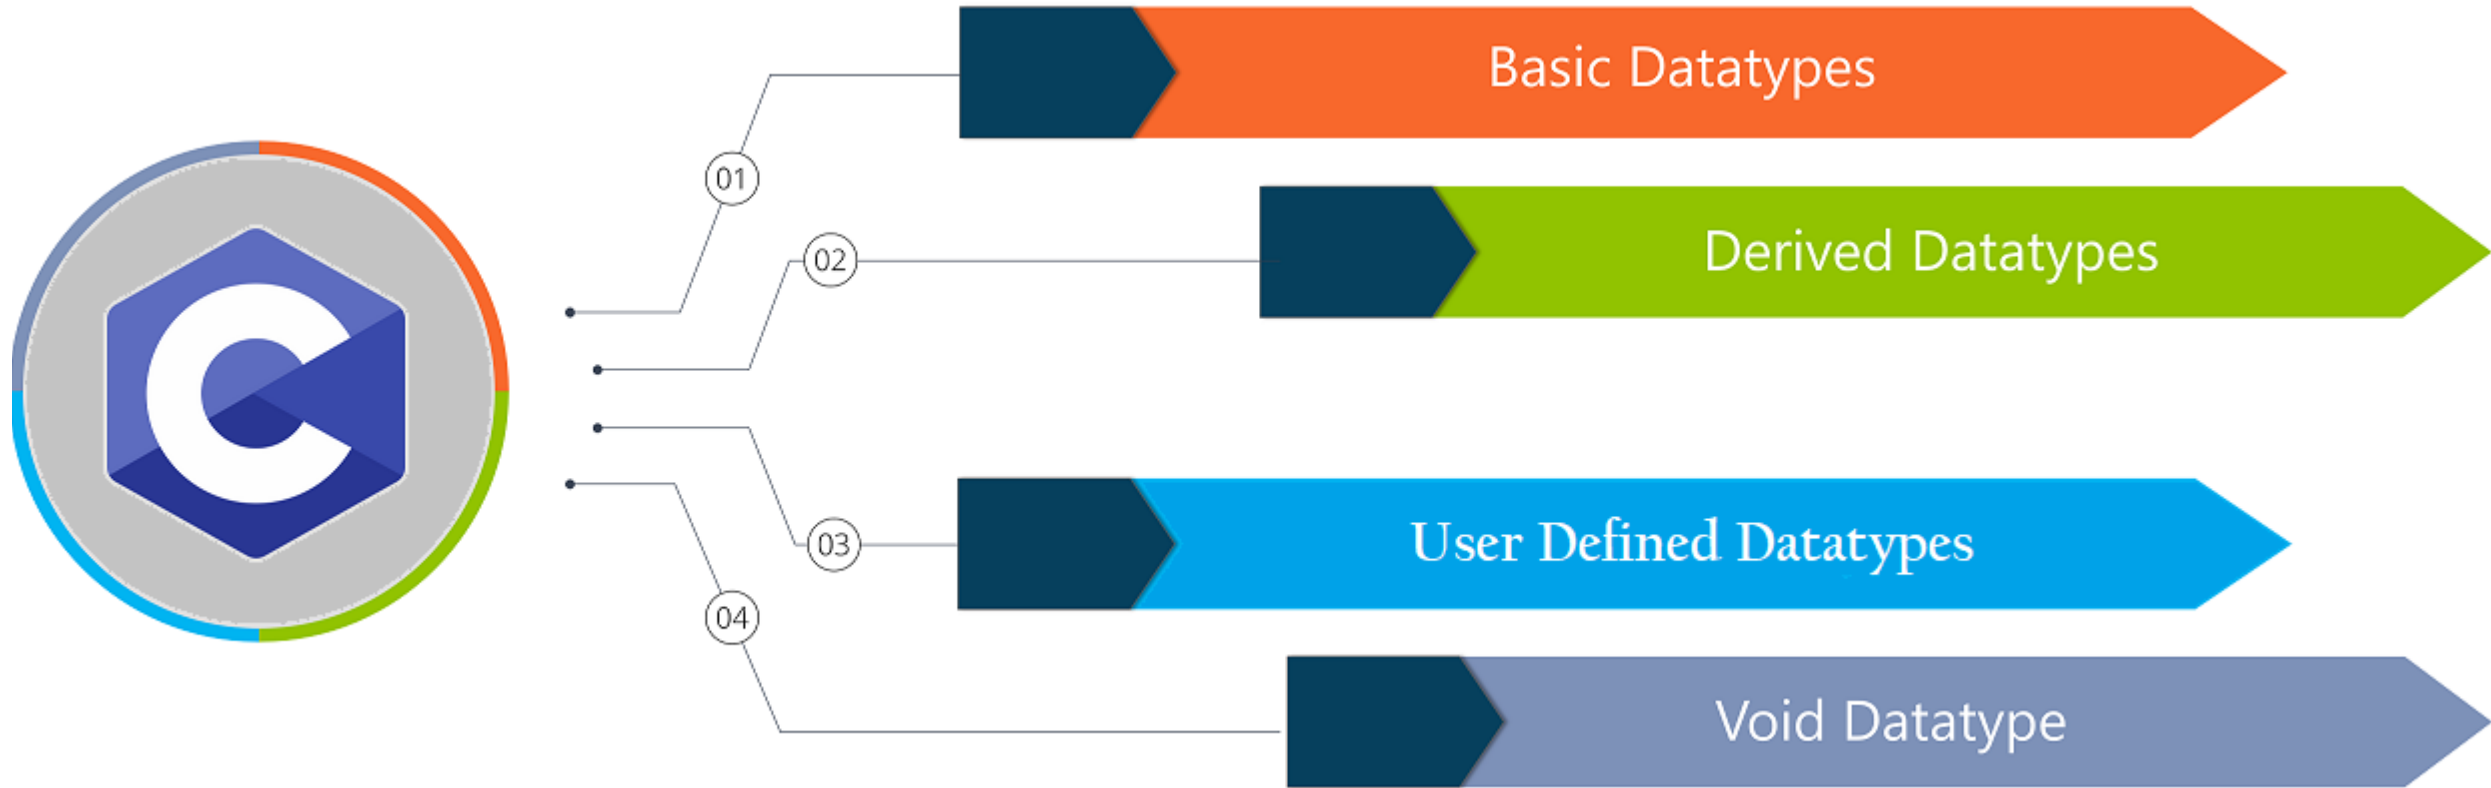 C
01
Basic Datatypes
02
Derived Datatypes
03
User Defined Datatypes
04
Void Datatype